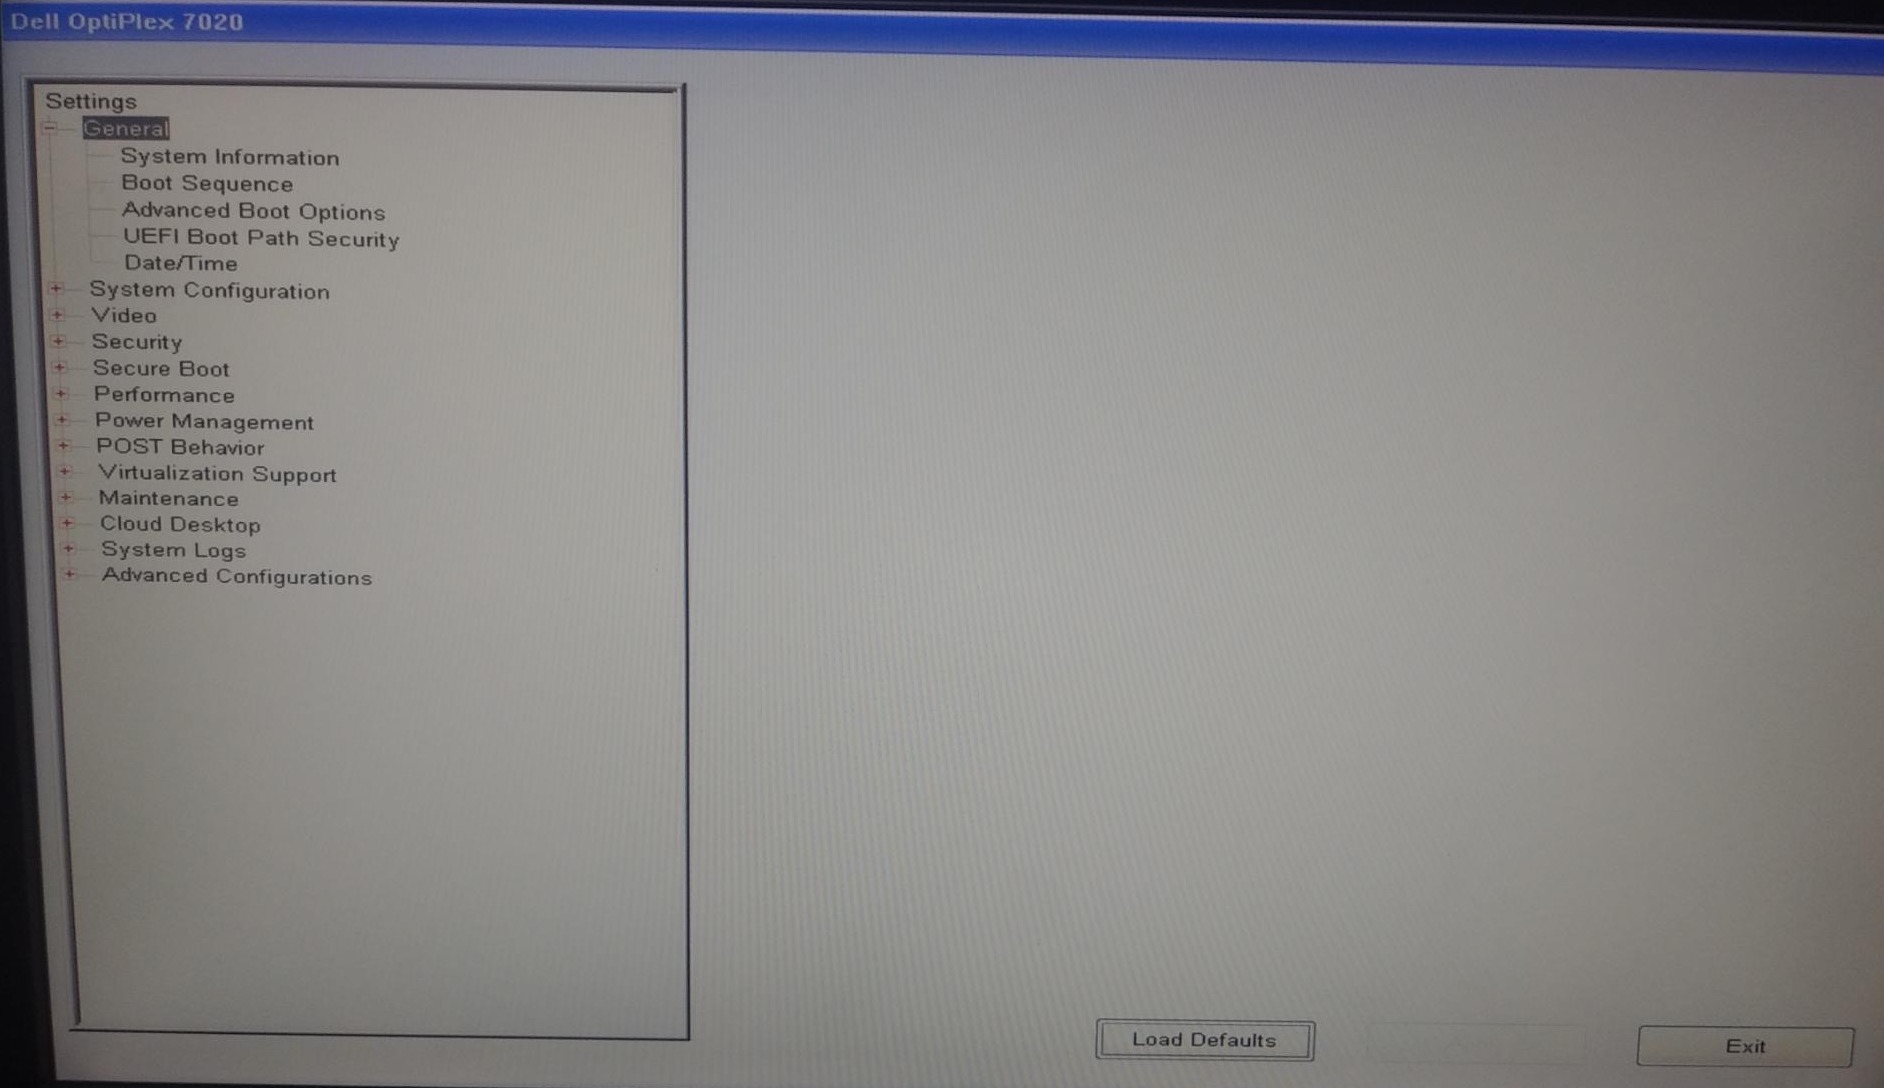 Dell OptiPlex 7020
Settings
General
System Information
Boot Sequence
Advanced Boot Options
UEFI Boot Path Security
Date/Time
System Configuration
Video
Security
Secure Boot
Performance
Power Management
POST Behavior
Virtualization Support
Maintenance
Cloud Desktop
System Logs
Advanced Configurations
Load Defaults
Exit